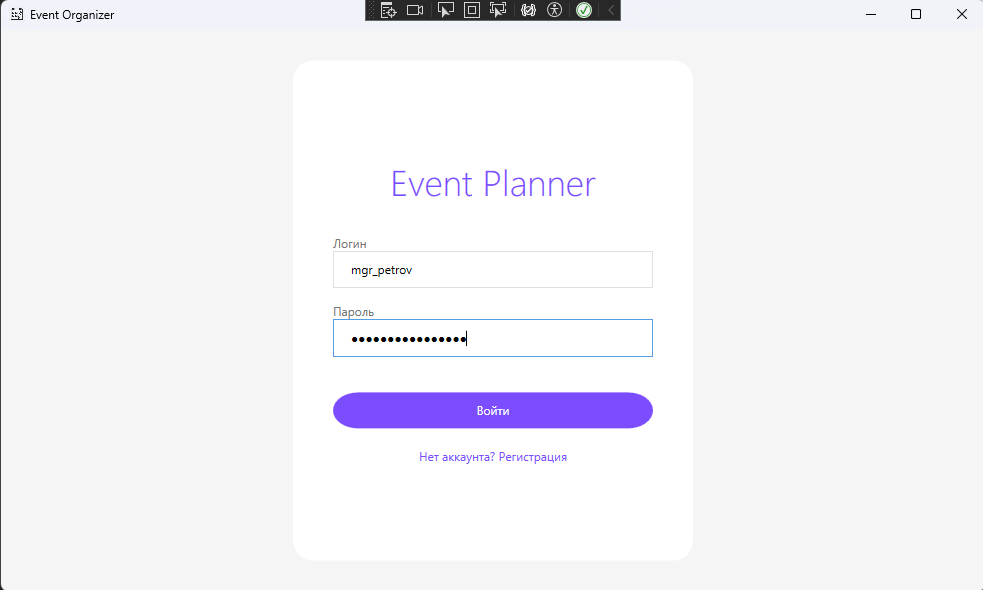 Event Organizer
Event Planner
Логин
mgr_petrov
Пароль
••••••••••••••••
Войти
Нет аккаунта? Регистрация